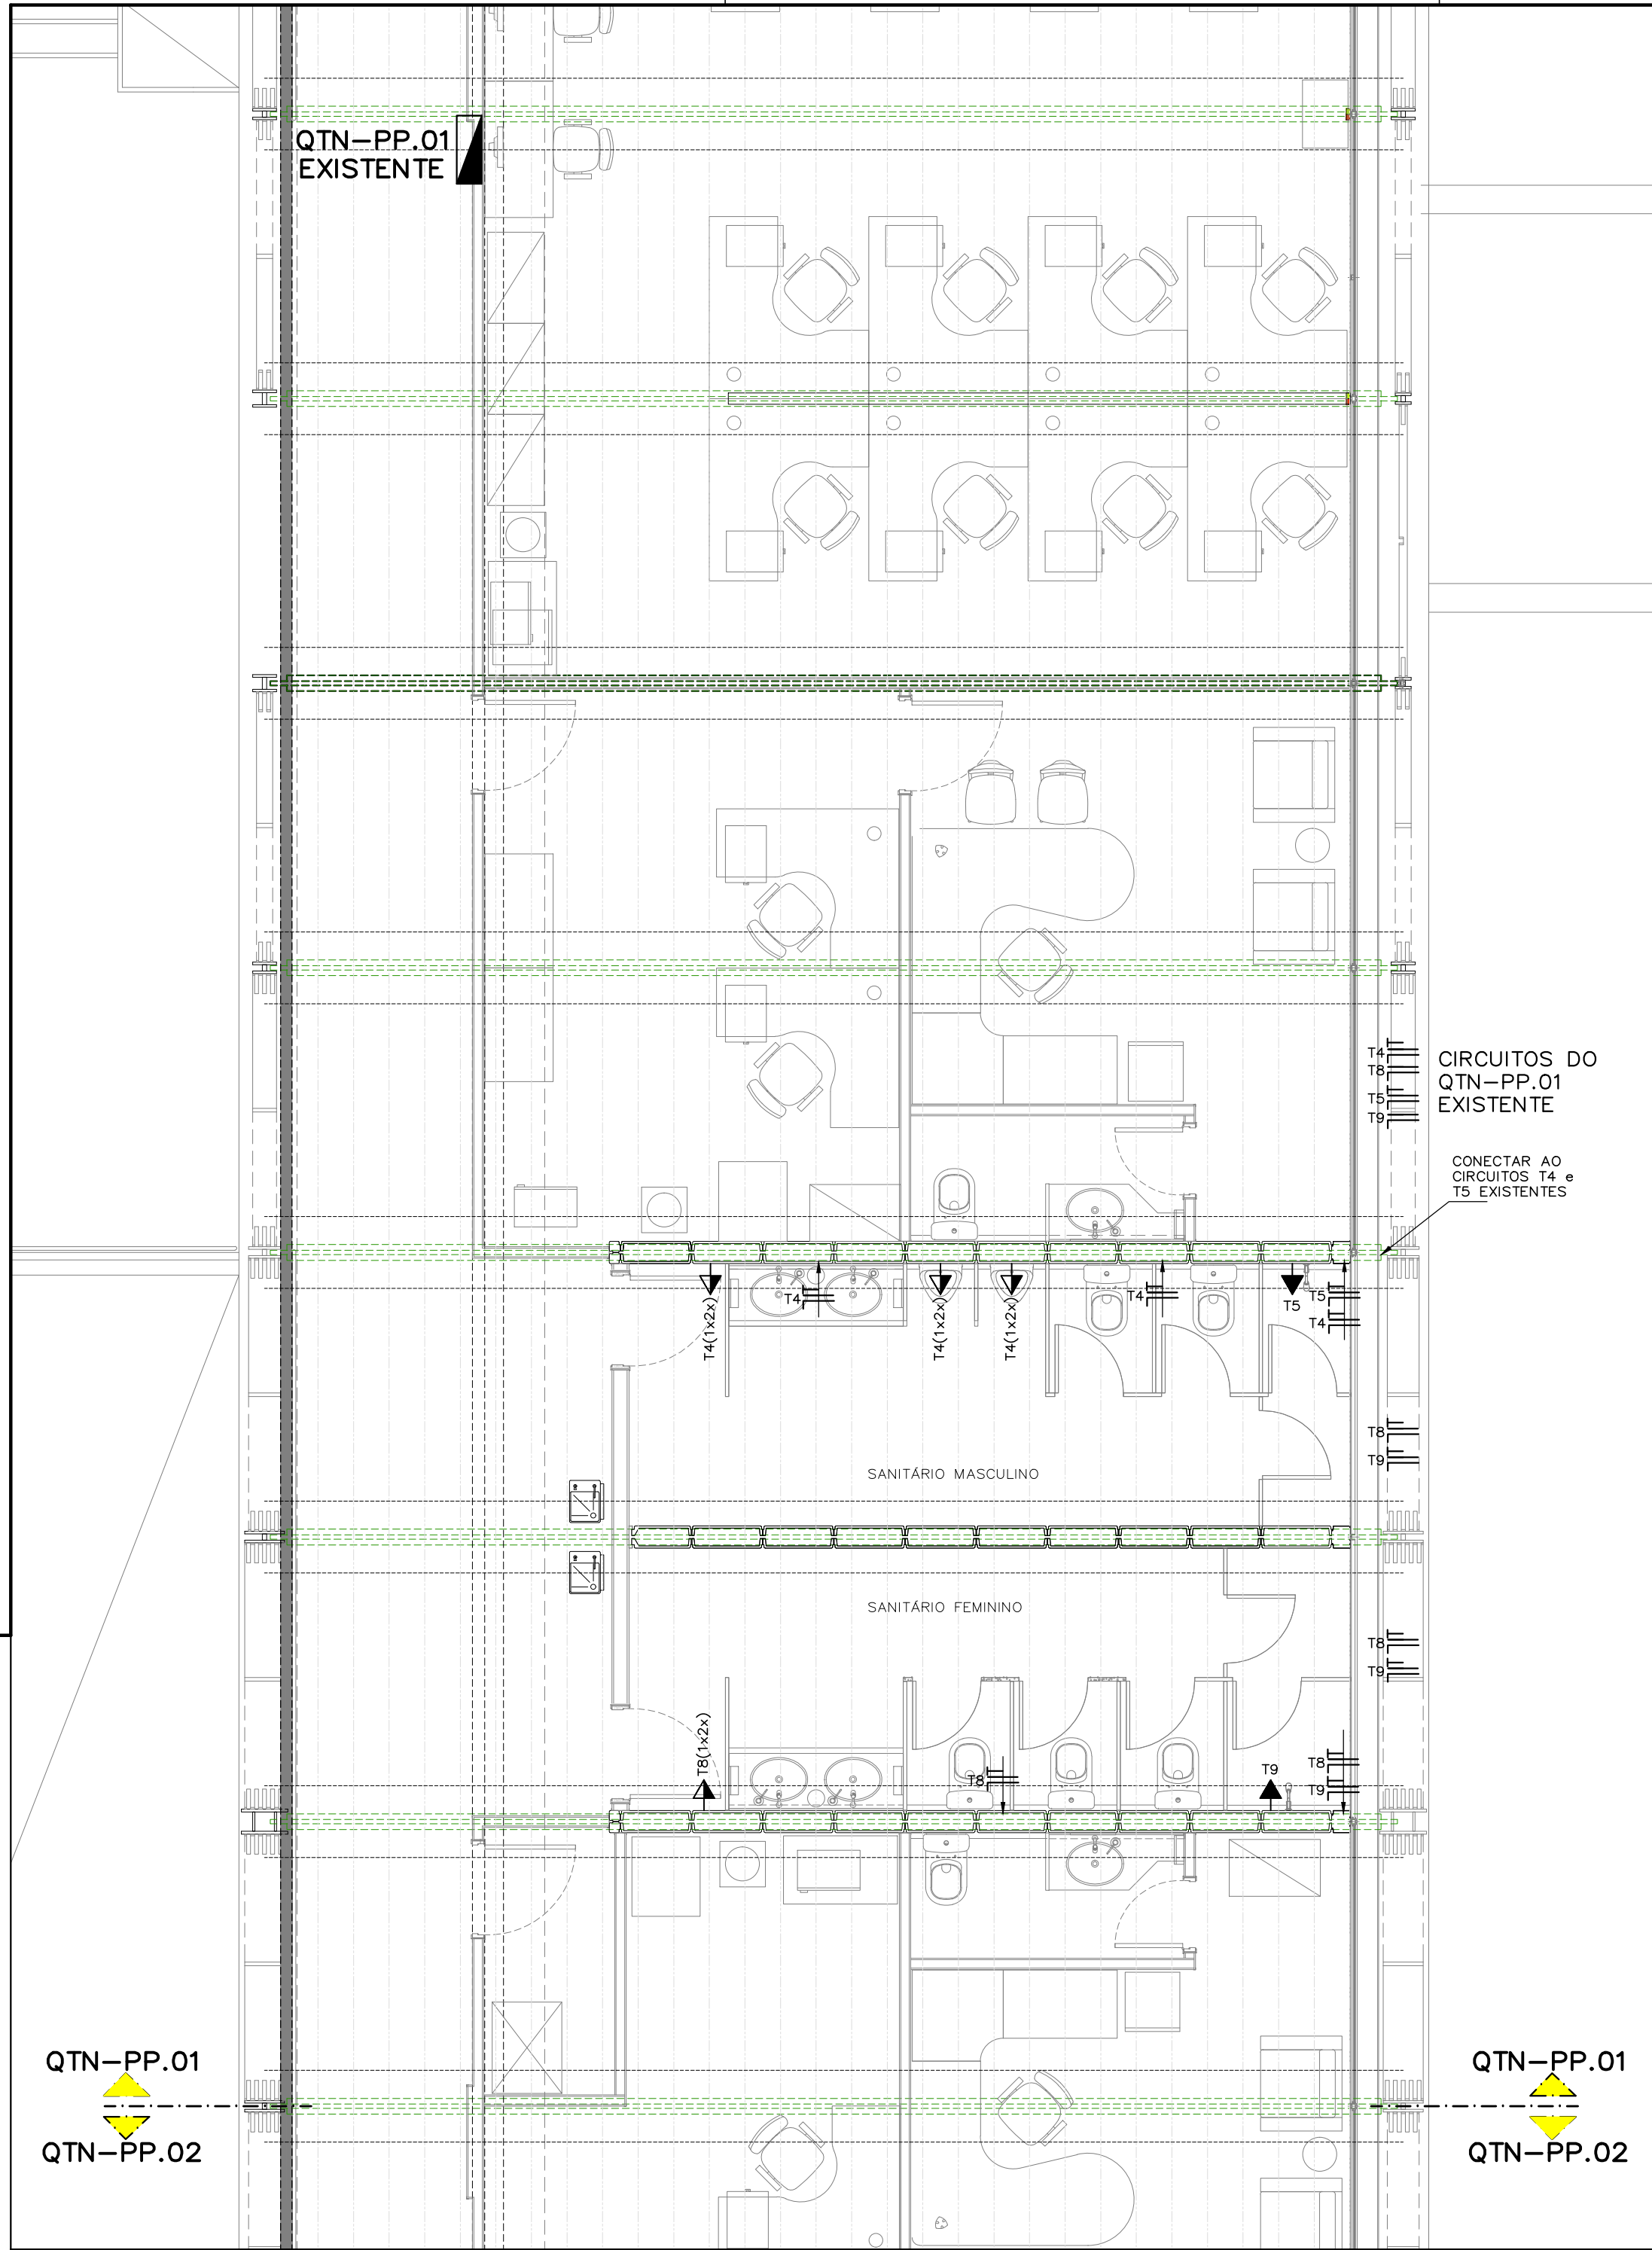 QTN-PP.01
EXISTENTE
T4
T8
T5
T9
CIRCUITOS DO
QTN-PP.01
EXISTENTE
CONECTAR AO
CIRCUITOS T4 e
T5 EXISTENTES
T4(1x2x)
T4
T4(1x2x)
T4(1x2x)
T4
T5
T5
T4
T8
T9
SANITÁRIO MASCULINO
SANITÁRIO FEMININO
T8
T9
T8(1x2x)
T8
T9
T8
T9
QTN-PP.01
QTN-PP.02
QTN-PP.01
QTN-PP.02